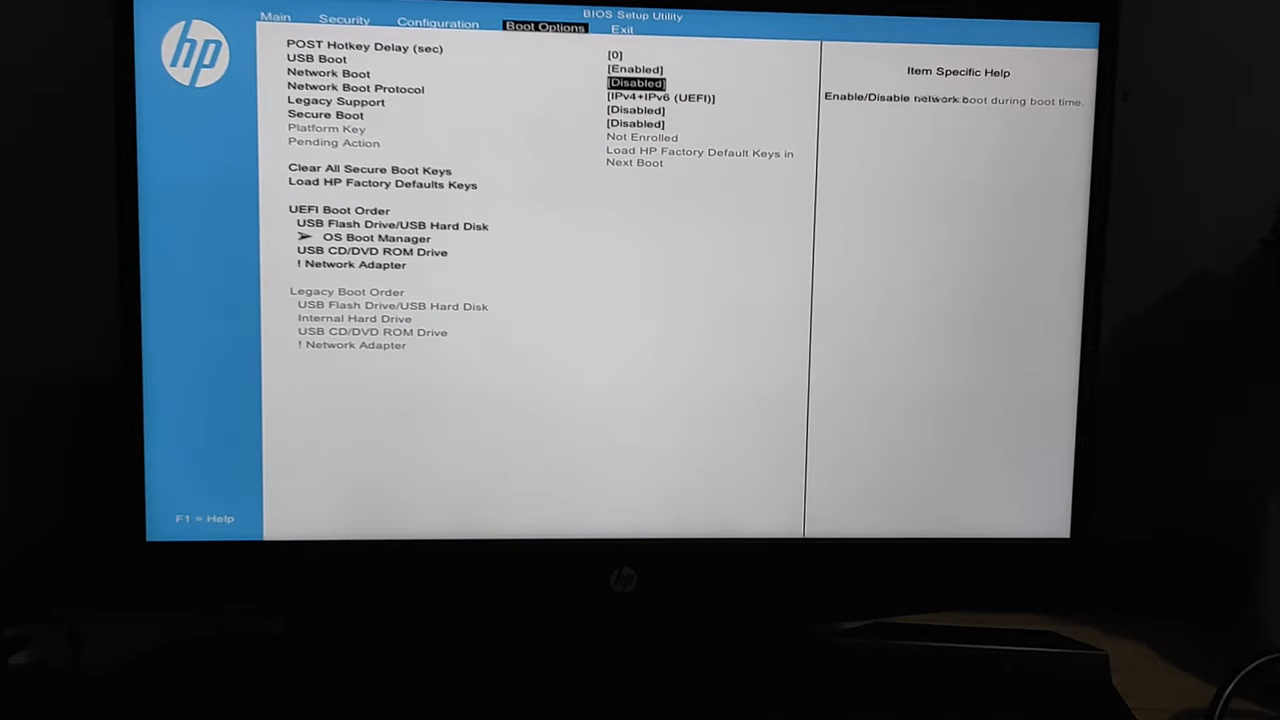 BIOS Setup Utility
Main Security Configuration Boot Options Exit
hp
POST Hotkey Delay (sec) [0]
USB Boot [Enabled]
Network Boot [Disabled]
Network Boot Protocol [IPv4+IPv6 (UEFI)]
Legacy Support [Disabled]
Secure Boot [Disabled]
Platform Key Not Enrolled
Pending Action Load HP Factory Default Keys in
Next Boot
Clear All Secure Boot Keys
Load HP Factory Defaults Keys
UEFI Boot Order
USB Flash Drive/USB Hard Disk
➤ OS Boot Manager
USB CD/DVD ROM Drive
! Network Adapter
Legacy Boot Order
USB Flash Drive/USB Hard Disk
Internal Hard Drive
USB CD/DVD ROM Drive
! Network Adapter
Item Specific Help
Enable/Disable network boot during boot time.
F1 = Help
hp